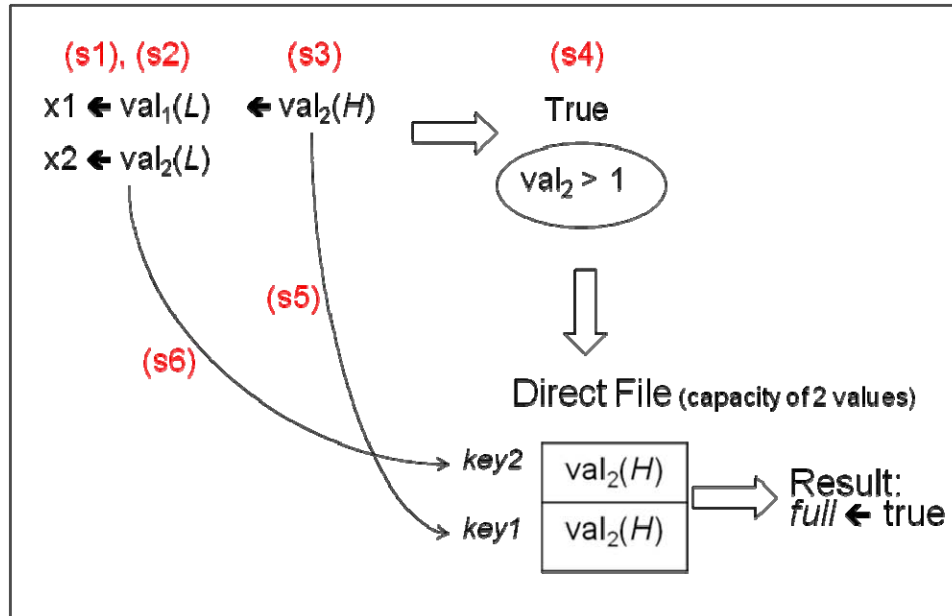 (s1), (s2) (s3) (s4)
x1 🡸 val₁(L) 🡸 val₂(H) True
x2 🡸 val₂(L)
val₂ > 1
(s5)
(s6)
Direct File (capacity of 2 values)
key2 val₂(H)
Result:
key1 val₂(H)
full 🡸 true